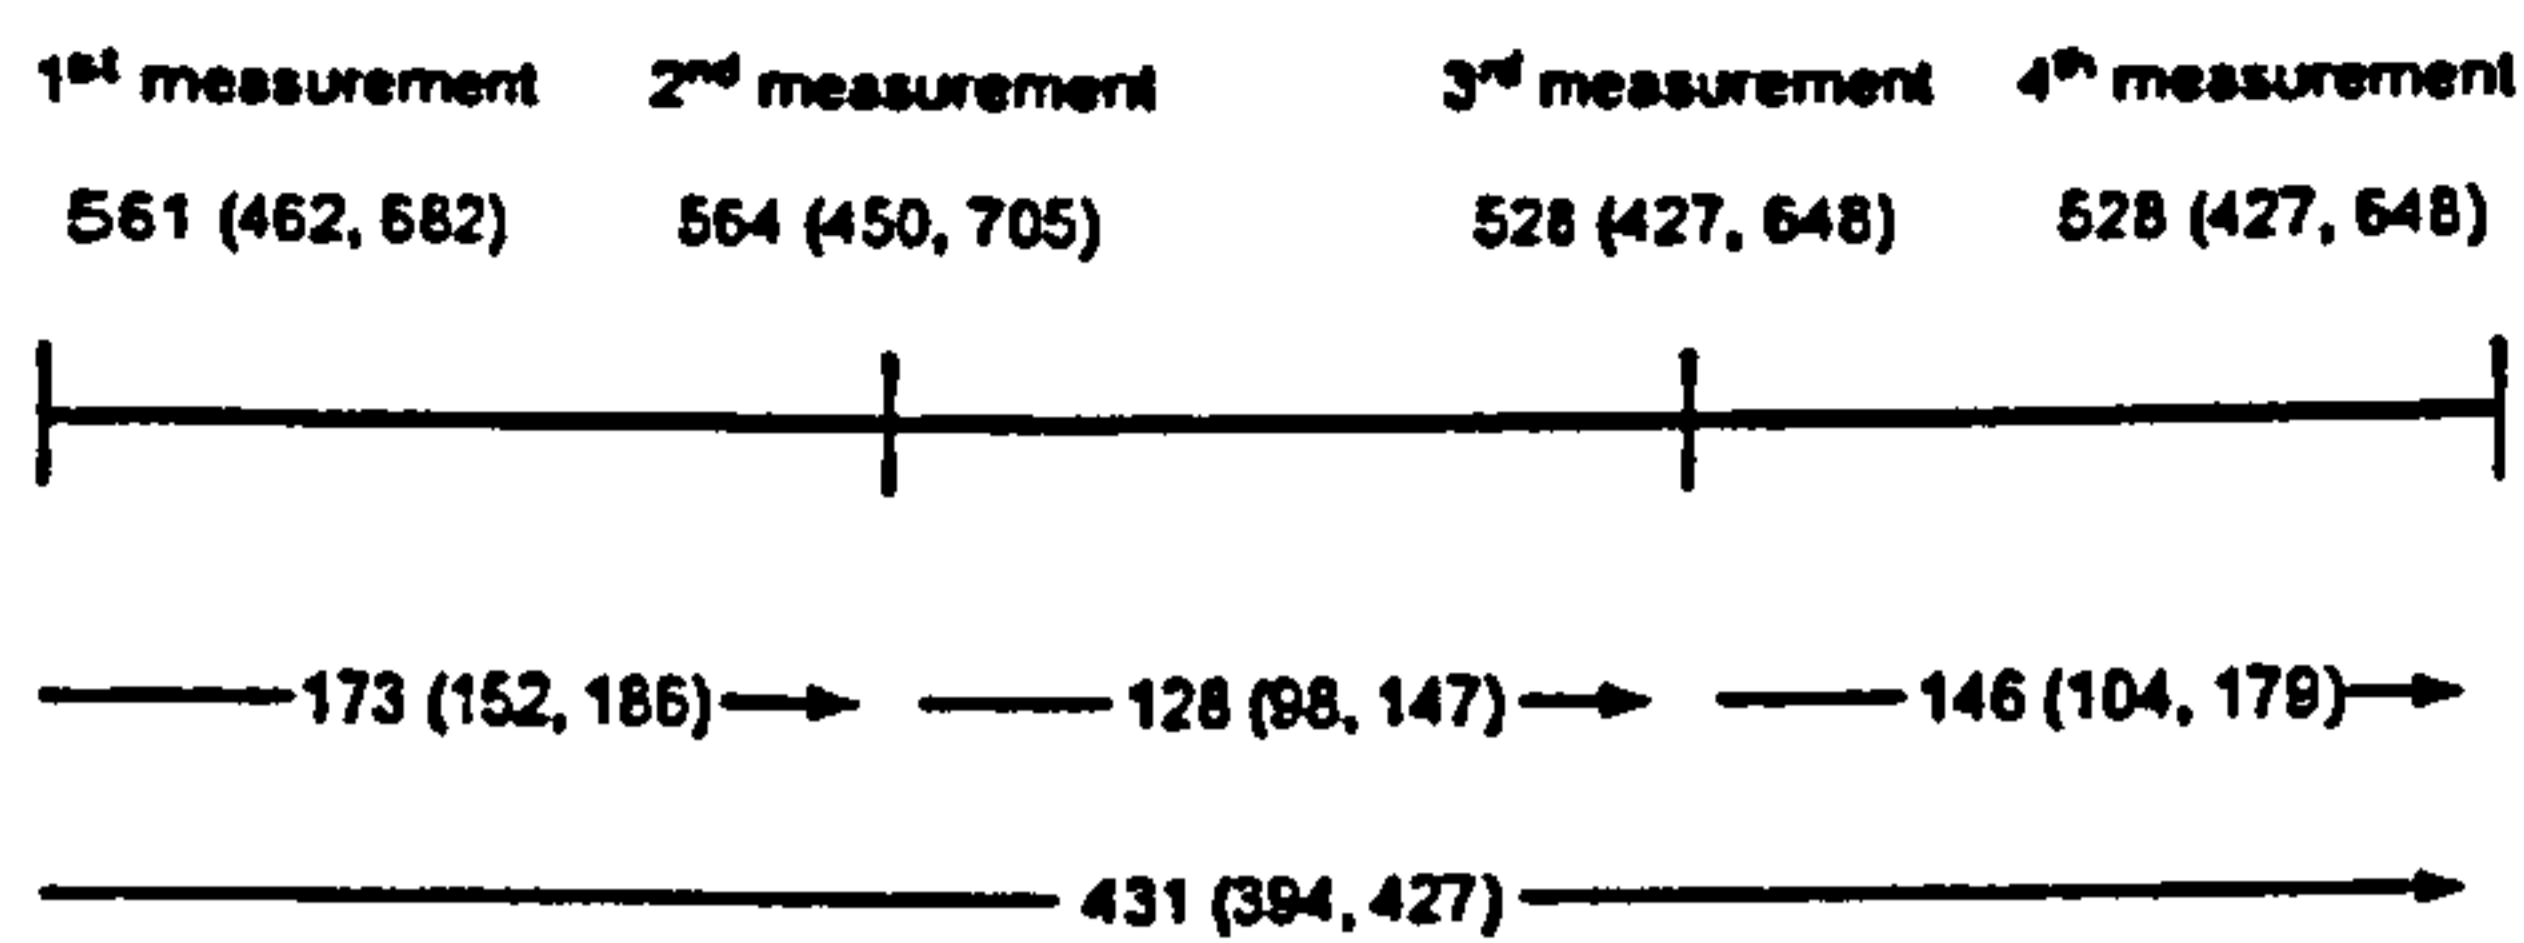 1st measurement 2nd measurement 3rd measurement 4th measurement
561 (462, 682) 564 (450, 705) 528 (427, 648) 528 (427, 648)
173 (152, 186) 128 (98, 147) 146 (104, 179)
431 (394, 427)